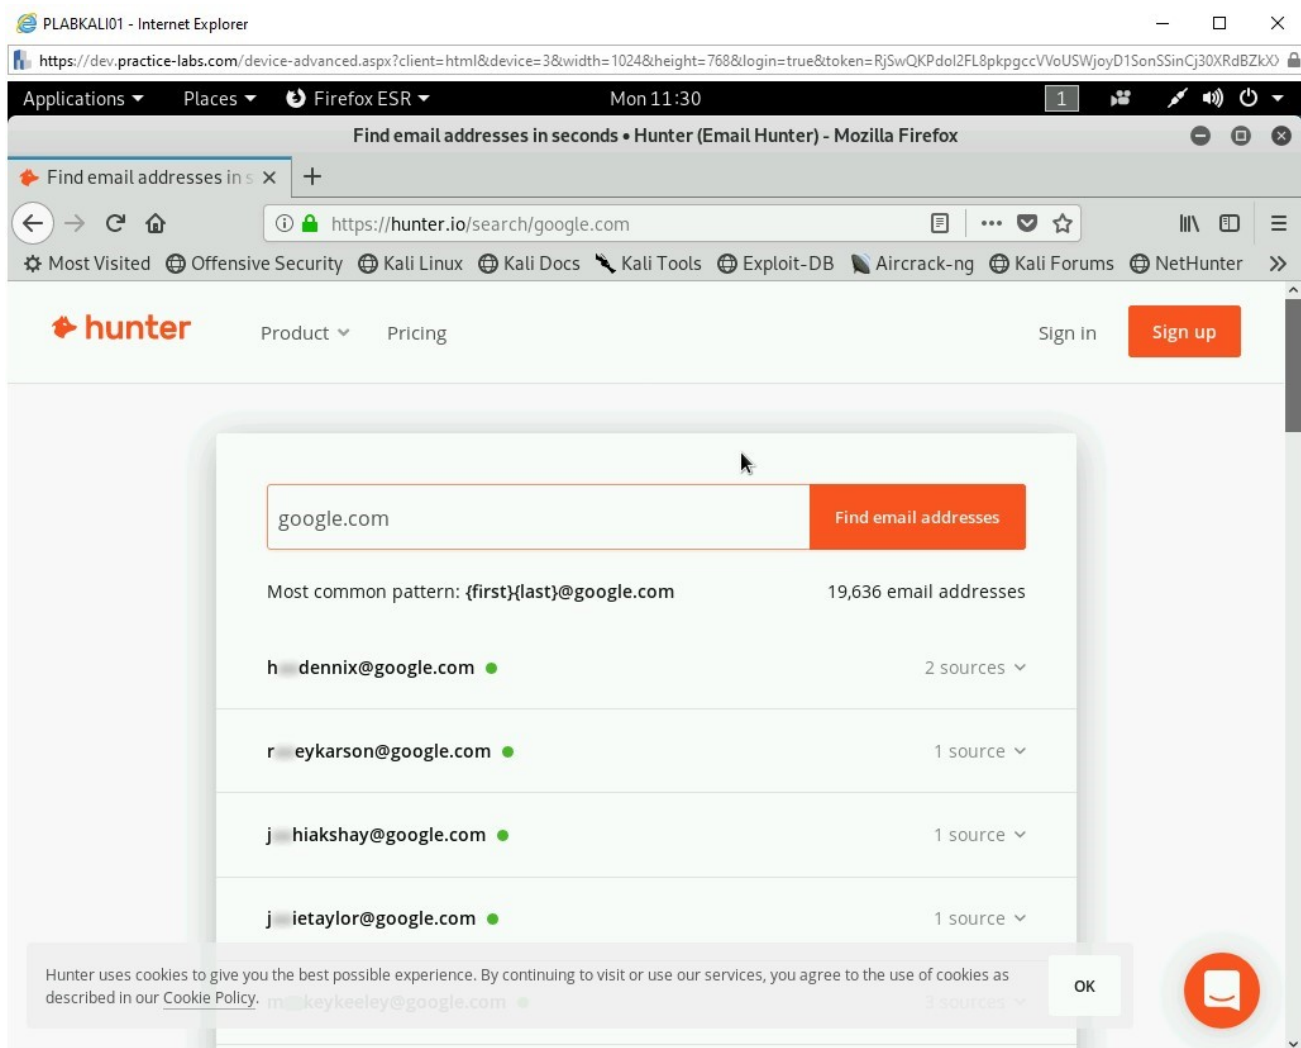 PLABKALI01 - Internet Explorer
https://dev.practice-labs.com/device-advanced.aspx?client=html&device=3&width=1024&height=768&login=true&token=RjSwQKPdoI2FL8pkpgccVVoUSWjoyD1SonSSinCj30XRdBZkX
Applications Places Firefox ESR Mon 11:30 1
Find email addresses in seconds • Hunter (Email Hunter) - Mozilla Firefox
Find email addresses in s
https://hunter.io/search/google.com
Most Visited Offensive Security Kali Linux Kali Docs Kali Tools Exploit-DB Aircrack-ng Kali Forums NetHunter
hunter Product Pricing Sign in Sign up
google.com Find email addresses
Most common pattern: {first}{last}@google.com 19,636 email addresses
h dennix@google.com 2 sources
r eykarson@google.com 1 source
j hiakshay@google.com 1 source
j ietaylor@google.com 1 source
Hunter uses cookies to give you the best possible experience. By continuing to visit or use our services, you agree to the use of cookies as
described in our Cookie Policy.
OK
m keykeeley@google.com 3 sources